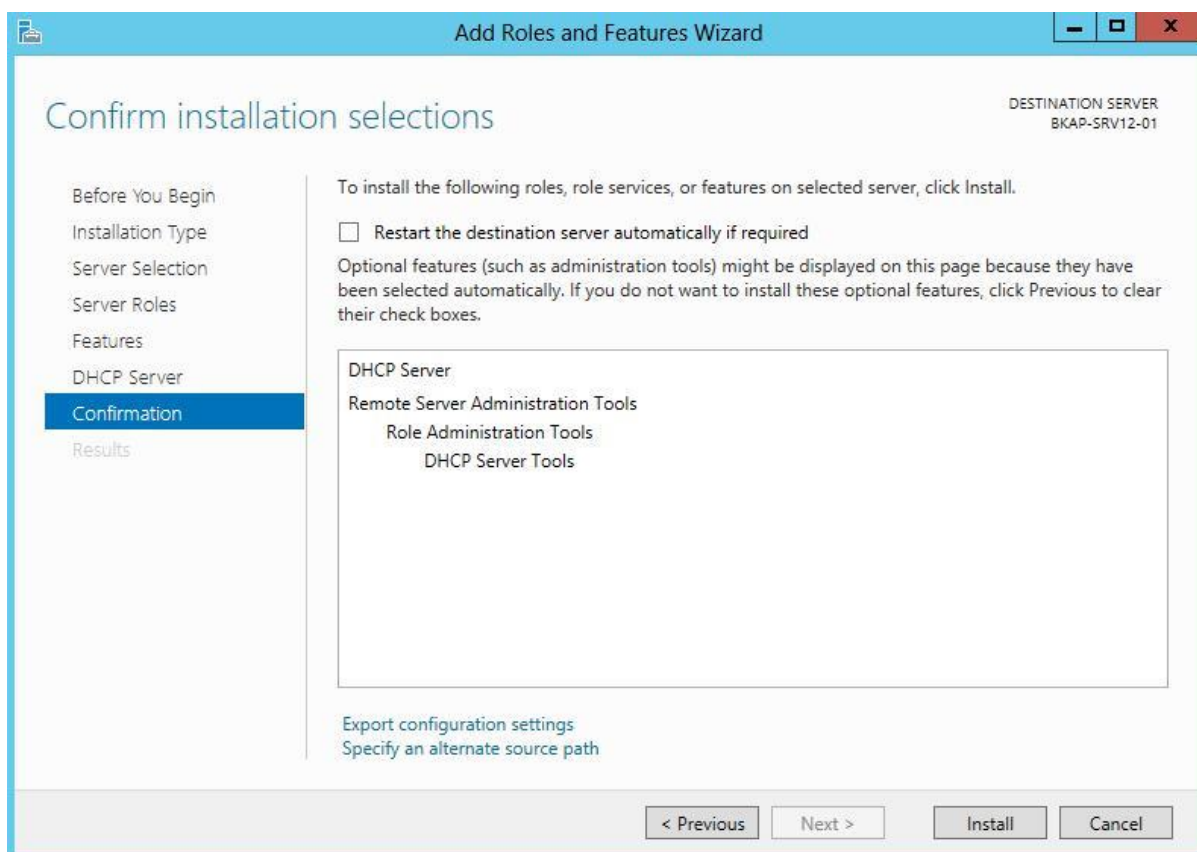 Add Roles and Features Wizard
Confirm installation selections
DESTINATION SERVER
BKAP-SRV12-01
Before You Begin
Installation Type
Server Selection
Server Roles
Features
DHCP Server
Confirmation
Results
To install the following roles, role services, or features on selected server, click Install.
Restart the destination server automatically if required
Optional features (such as administration tools) might be displayed on this page because they have
been selected automatically. If you do not want to install these optional features, click Previous to clear
their check boxes.
DHCP Server
Remote Server Administration Tools
Role Administration Tools
DHCP Server Tools
Export configuration settings
Specify an alternate source path
< Previous
Next >
Install
Cancel